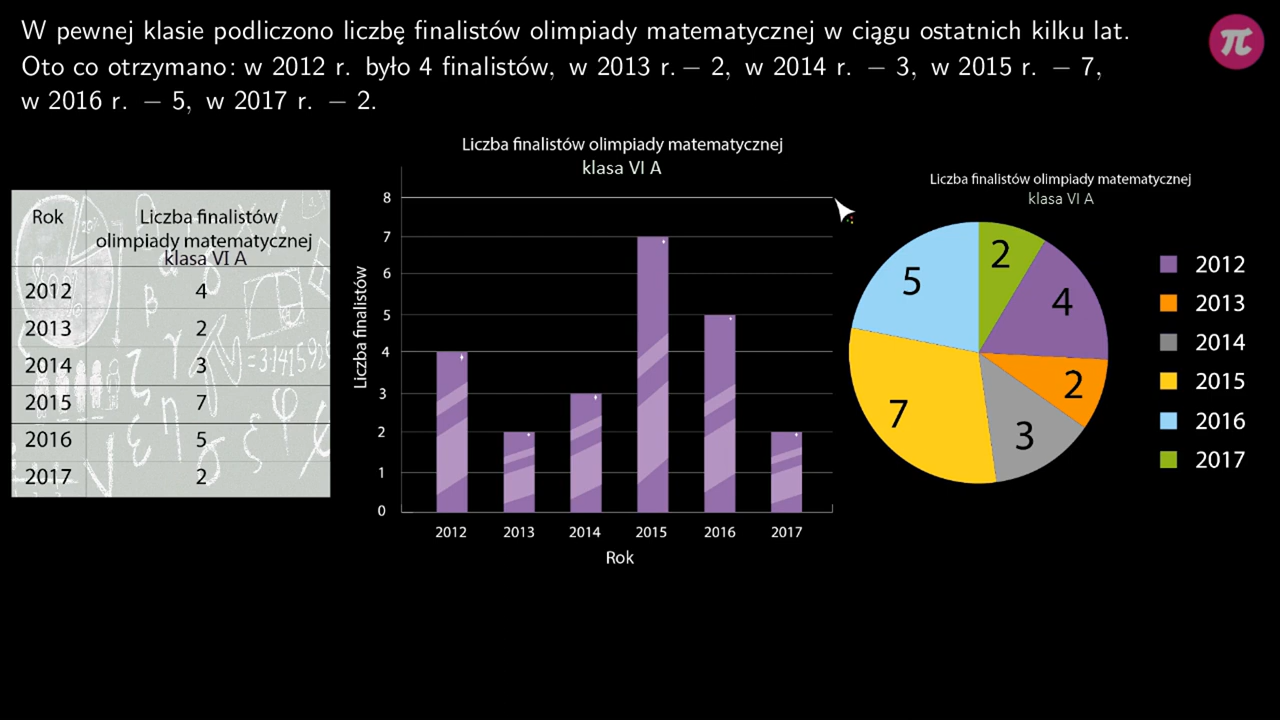 W pewnej klasie podliczono liczbę finalistów olimpiady matematycznej w ciągu ostatnich kilku lat.
Oto co otrzymano: w 2012 r. było 4 finalistów, w 2013 r. – 2, w 2014 r. – 3, w 2015 r. – 7,
w 2016 r. – 5, w 2017 r. – 2.
π
Rok
Liczba finalistów
olimpiady matematycznej
klasa VI A
2012 4
2013 2
2014 3
2015 7
2016 5
2017 2
=3.14159
Liczba finalistów olimpiady matematycznej
klasa VI A
Liczba finalistów
8
7
6
5
4
3
2
1
0
2012 2013 2014 2015 2016 2017
Rok
Liczba finalistów olimpiady matematycznej
klasa VI A
2
4
2
3
7
5
2012
2013
2014
2015
2016
2017